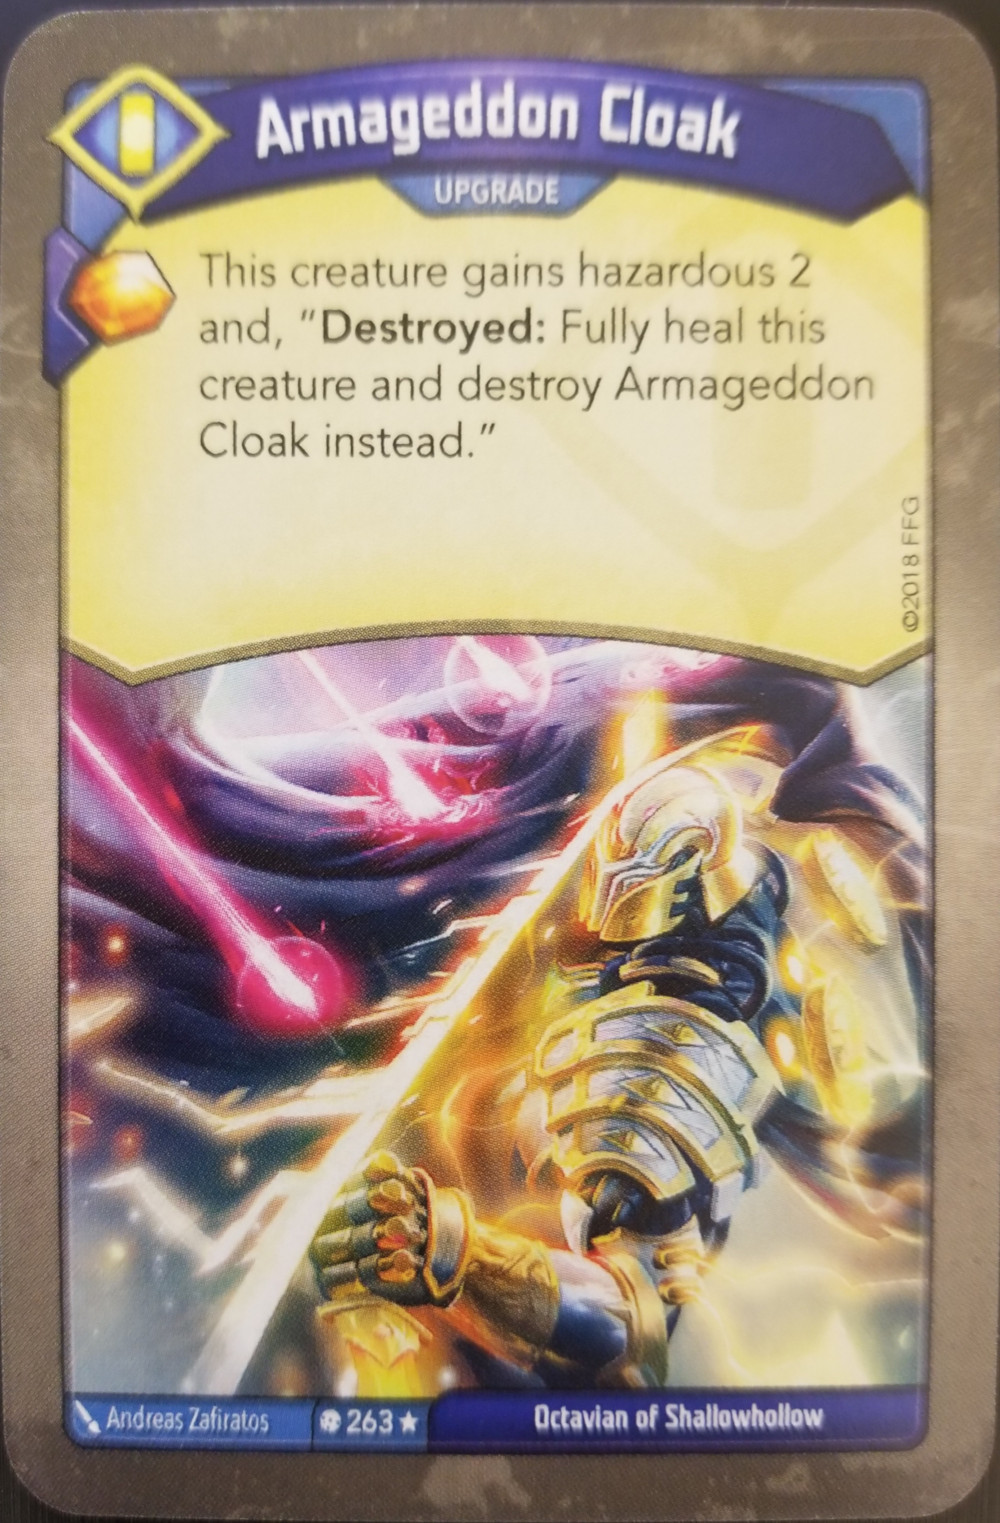 Armageddon Cloak
UPGRADE
This creature gains hazardous 2
and, "Destroyed: Fully heal this
creature and destroy Armageddon
Cloak instead."
©2018 FFG
Andreas Zafiratos
263
Octavian of Shallowhollow